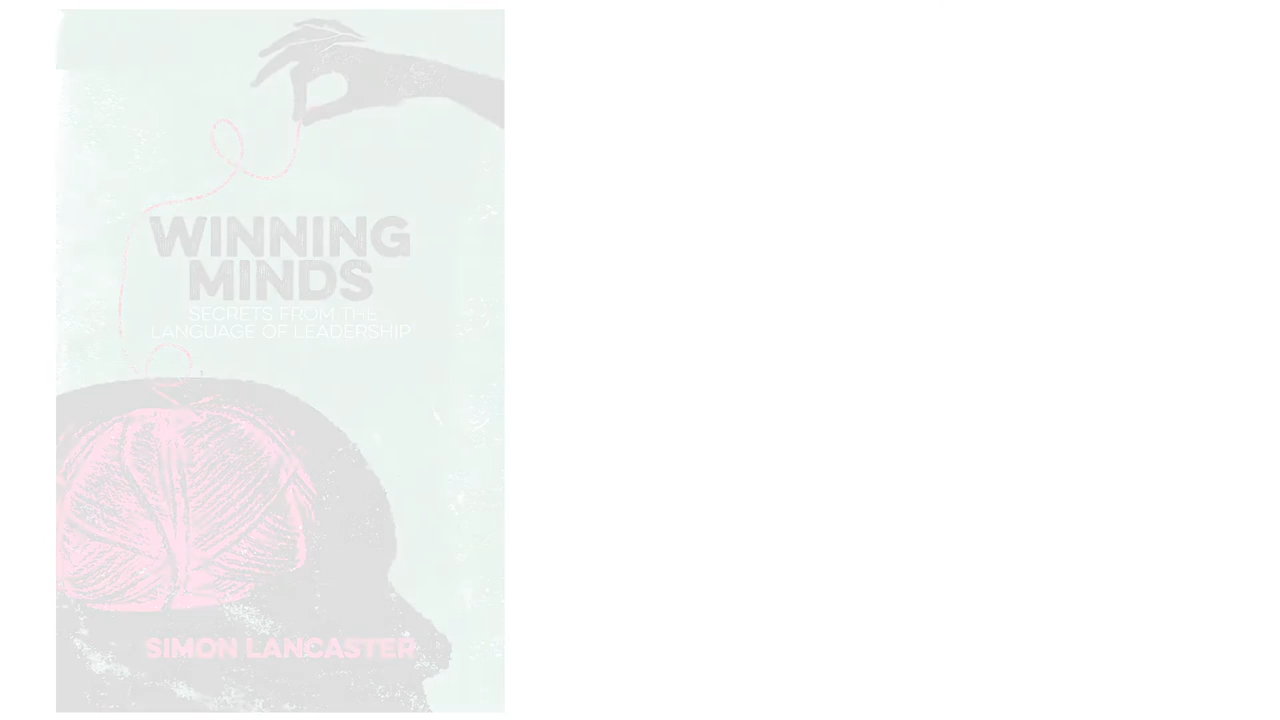 WINNING
MINDS
SECRETS FROM THE
LANGUAGE OF LEADERSHIP
SIMON LANCASTER